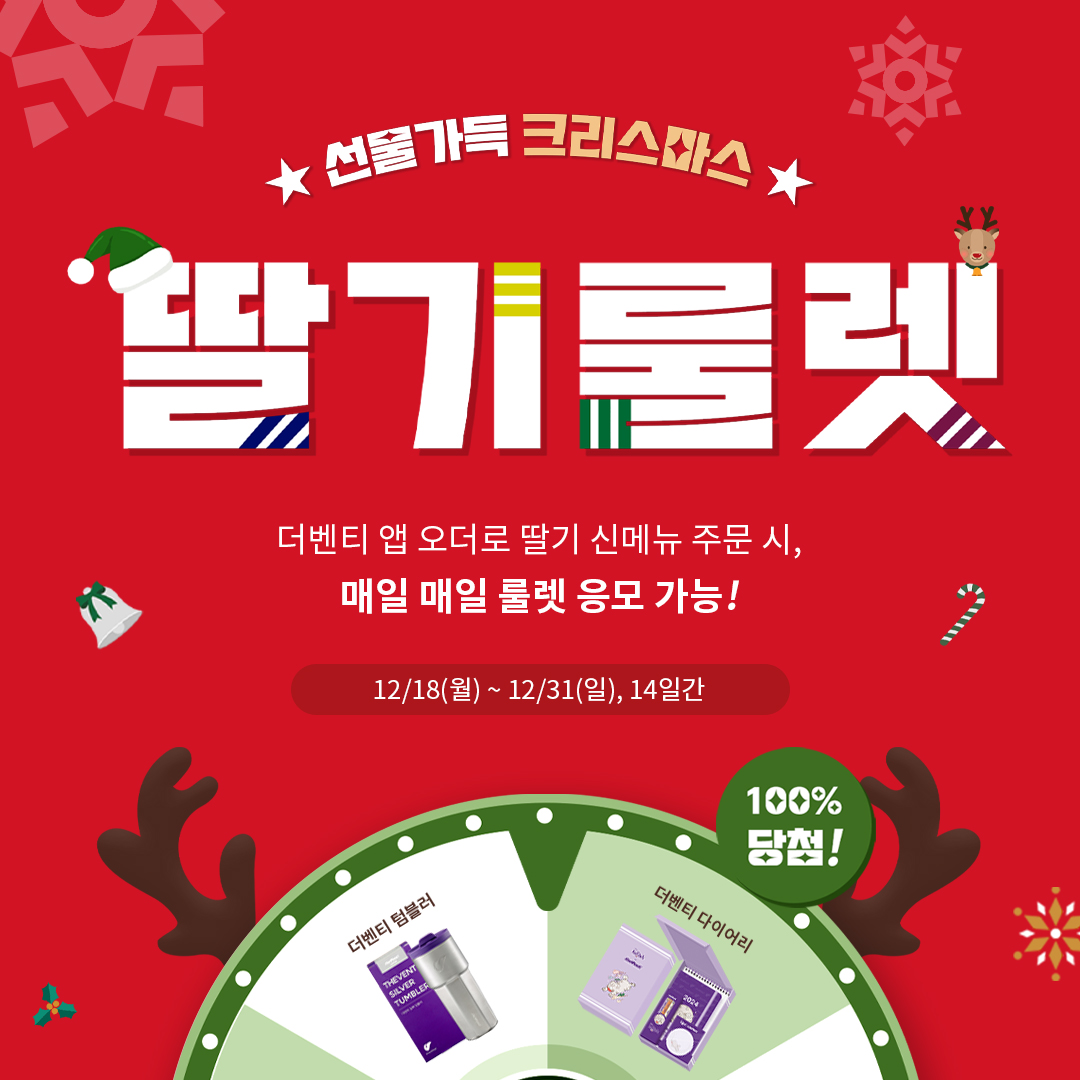 선물가득 크리스마스
딸기룰렛
더벤티 앱 오더로 딸기 신메뉴 주문 시,
매일 매일 룰렛 응모 가능!
12/18(월) ~ 12/31(일), 14일간
100%
당첨!
더벤티 텀블러
더벤티 다이어리
THEVENTI
SILVER
TUMBLER
2024